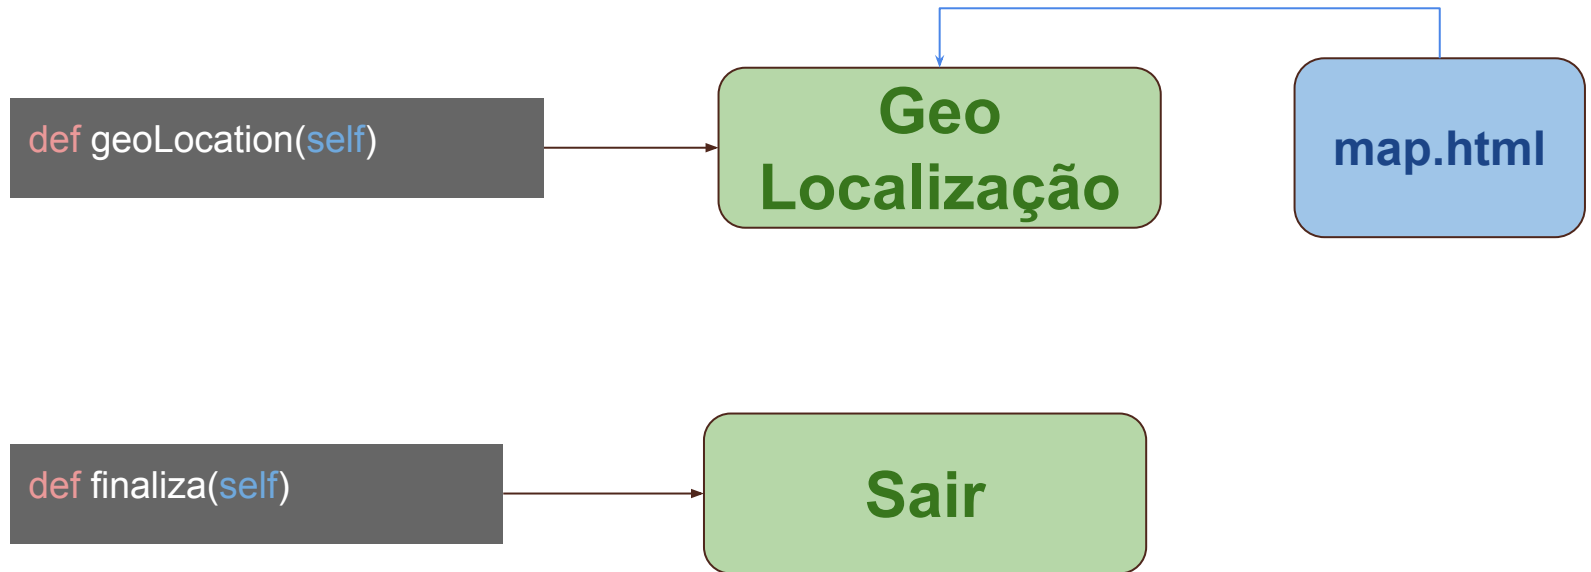 def geoLocation(self)
Geo
Localização
map.html
def finaliza(self)
Sair